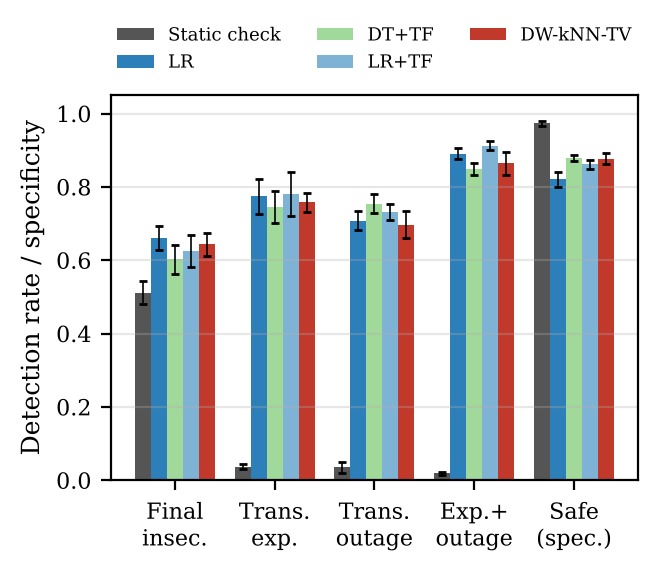 Static check
DT+TF
DW-kNN-TV
LR
LR+TF
Detection rate / specificity
1.0
0.8
0.6
0.4
0.2
0.0
Final
insec.
Trans.
exp.
Trans.
outage
Exp.+
outage
Safe
(spec.)